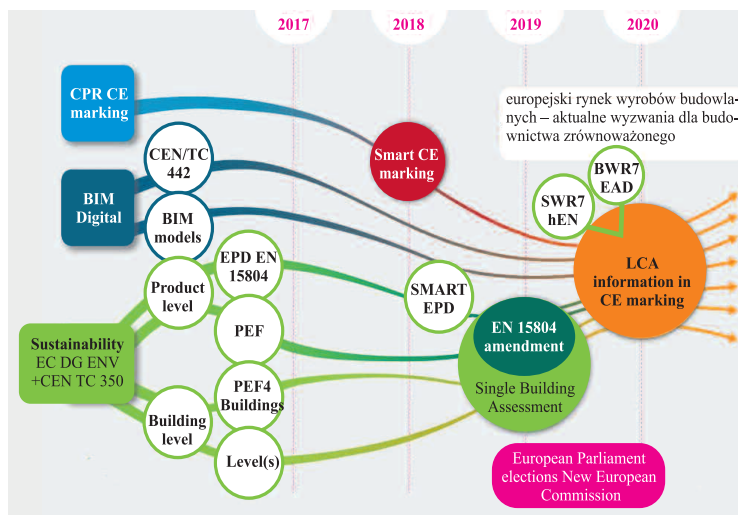 2017
2018
2019
2020
CPR CE
marking
europejski rynek wyrobów budowla-
nych – aktualne wyzwania dla budo-
wnictwa zrównoważonego
CEN/TC
442
Smart CE
marking
BWR7
EAD
SWR7
hEN
BIM
Digital
BIM
models
EPD EN
15804
LCA
information in
CE marking
Product
level
SMART
EPD
PEF
EN 15804
amendment
Sustainability
EC DG ENV
+CEN TC 350
Single Building
Assessment
PEF4
Buildings
Building
level
Level(s)
European Parliament
elections New European
Commission